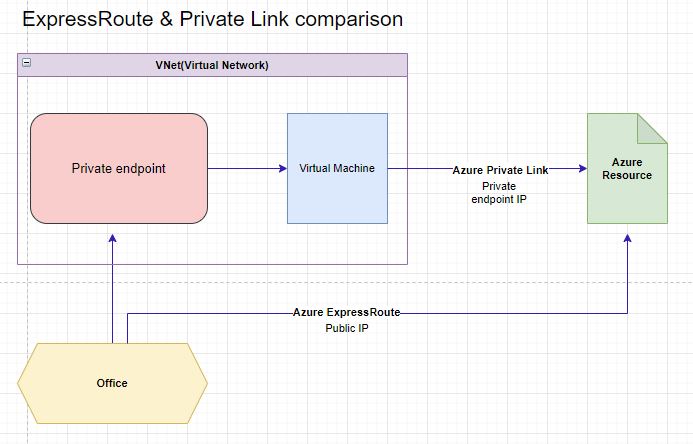 ExpressRoute & Private Link comparison
VNet(Virtual Network)
Private endpoint
Virtual Machine
Azure Private Link
Private
endpoint IP
Azure
Resource
Azure ExpressRoute
Public IP
Office